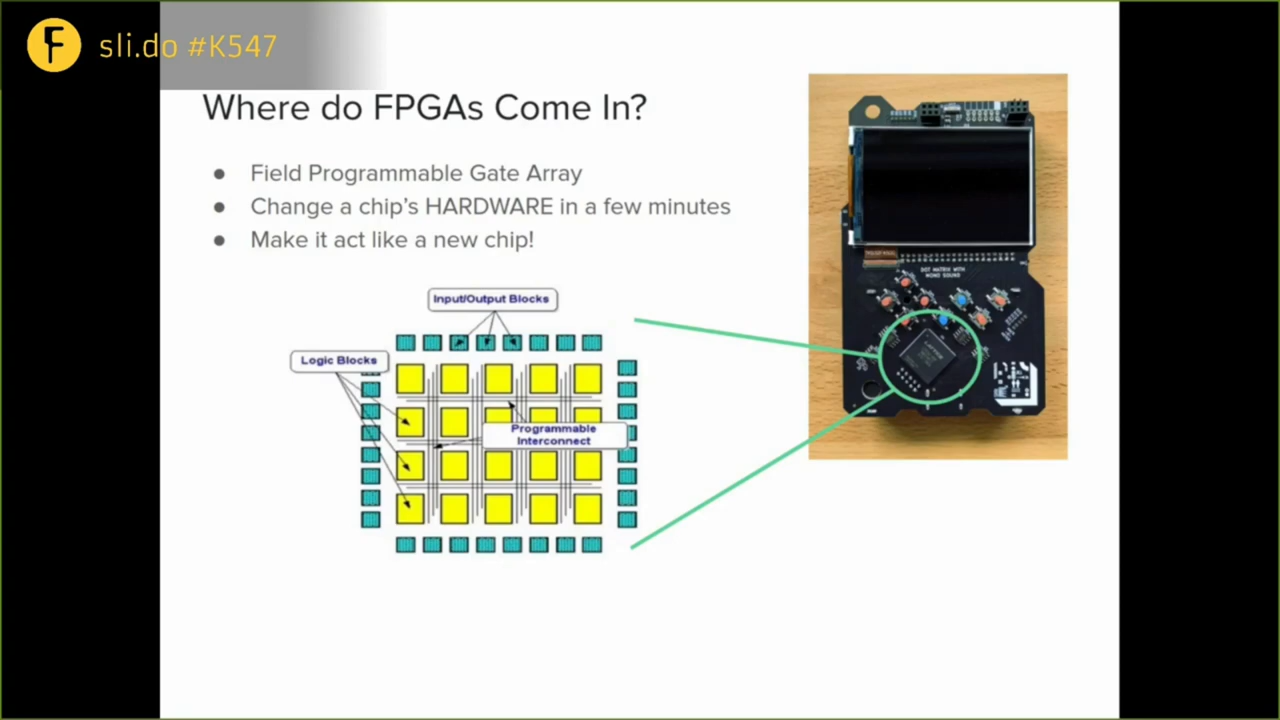 F sli.do #K547
Where do FPGAs Come In?
● Field Programmable Gate Array
● Change a chip's HARDWARE in a few minutes
● Make it act like a new chip!
Input/Output Blocks
Logic Blocks
Programmable
Interconnect
DOT MATRIX WITH
MONO SOUND
LATTICE